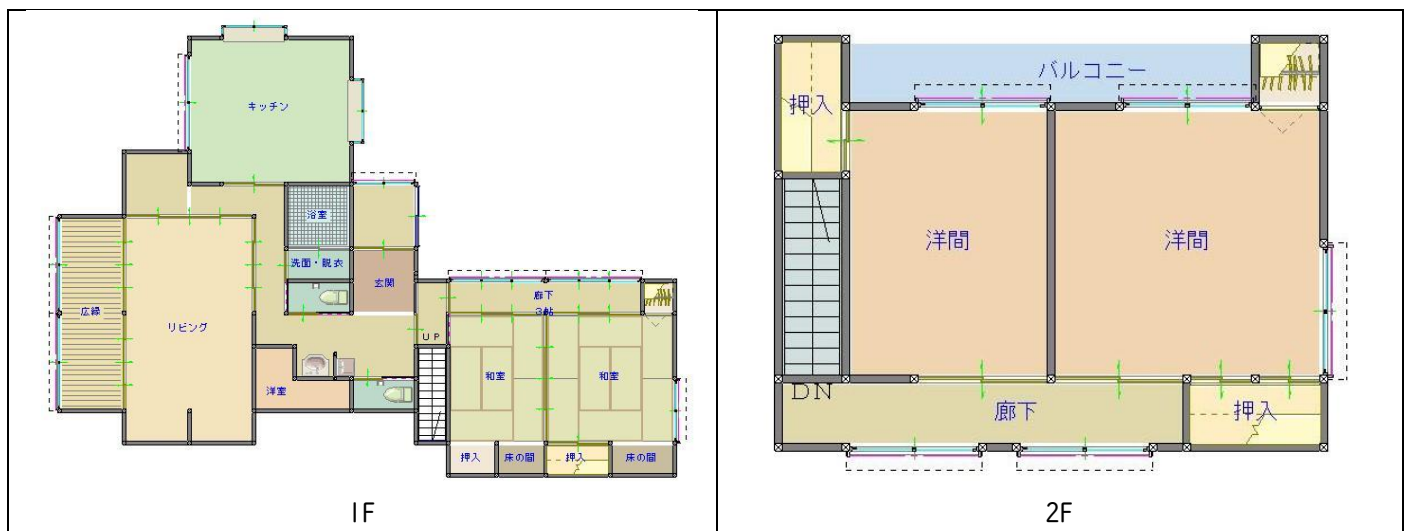 キッチン
浴室
洗面・脱衣
玄関
広縁
リビング
UP
廊下
3帖
洋室
和室
和室
押入
床の間
押入
床の間
1F
バルコニー
押入
洋間
洋間
DN
廊下
押入
2F